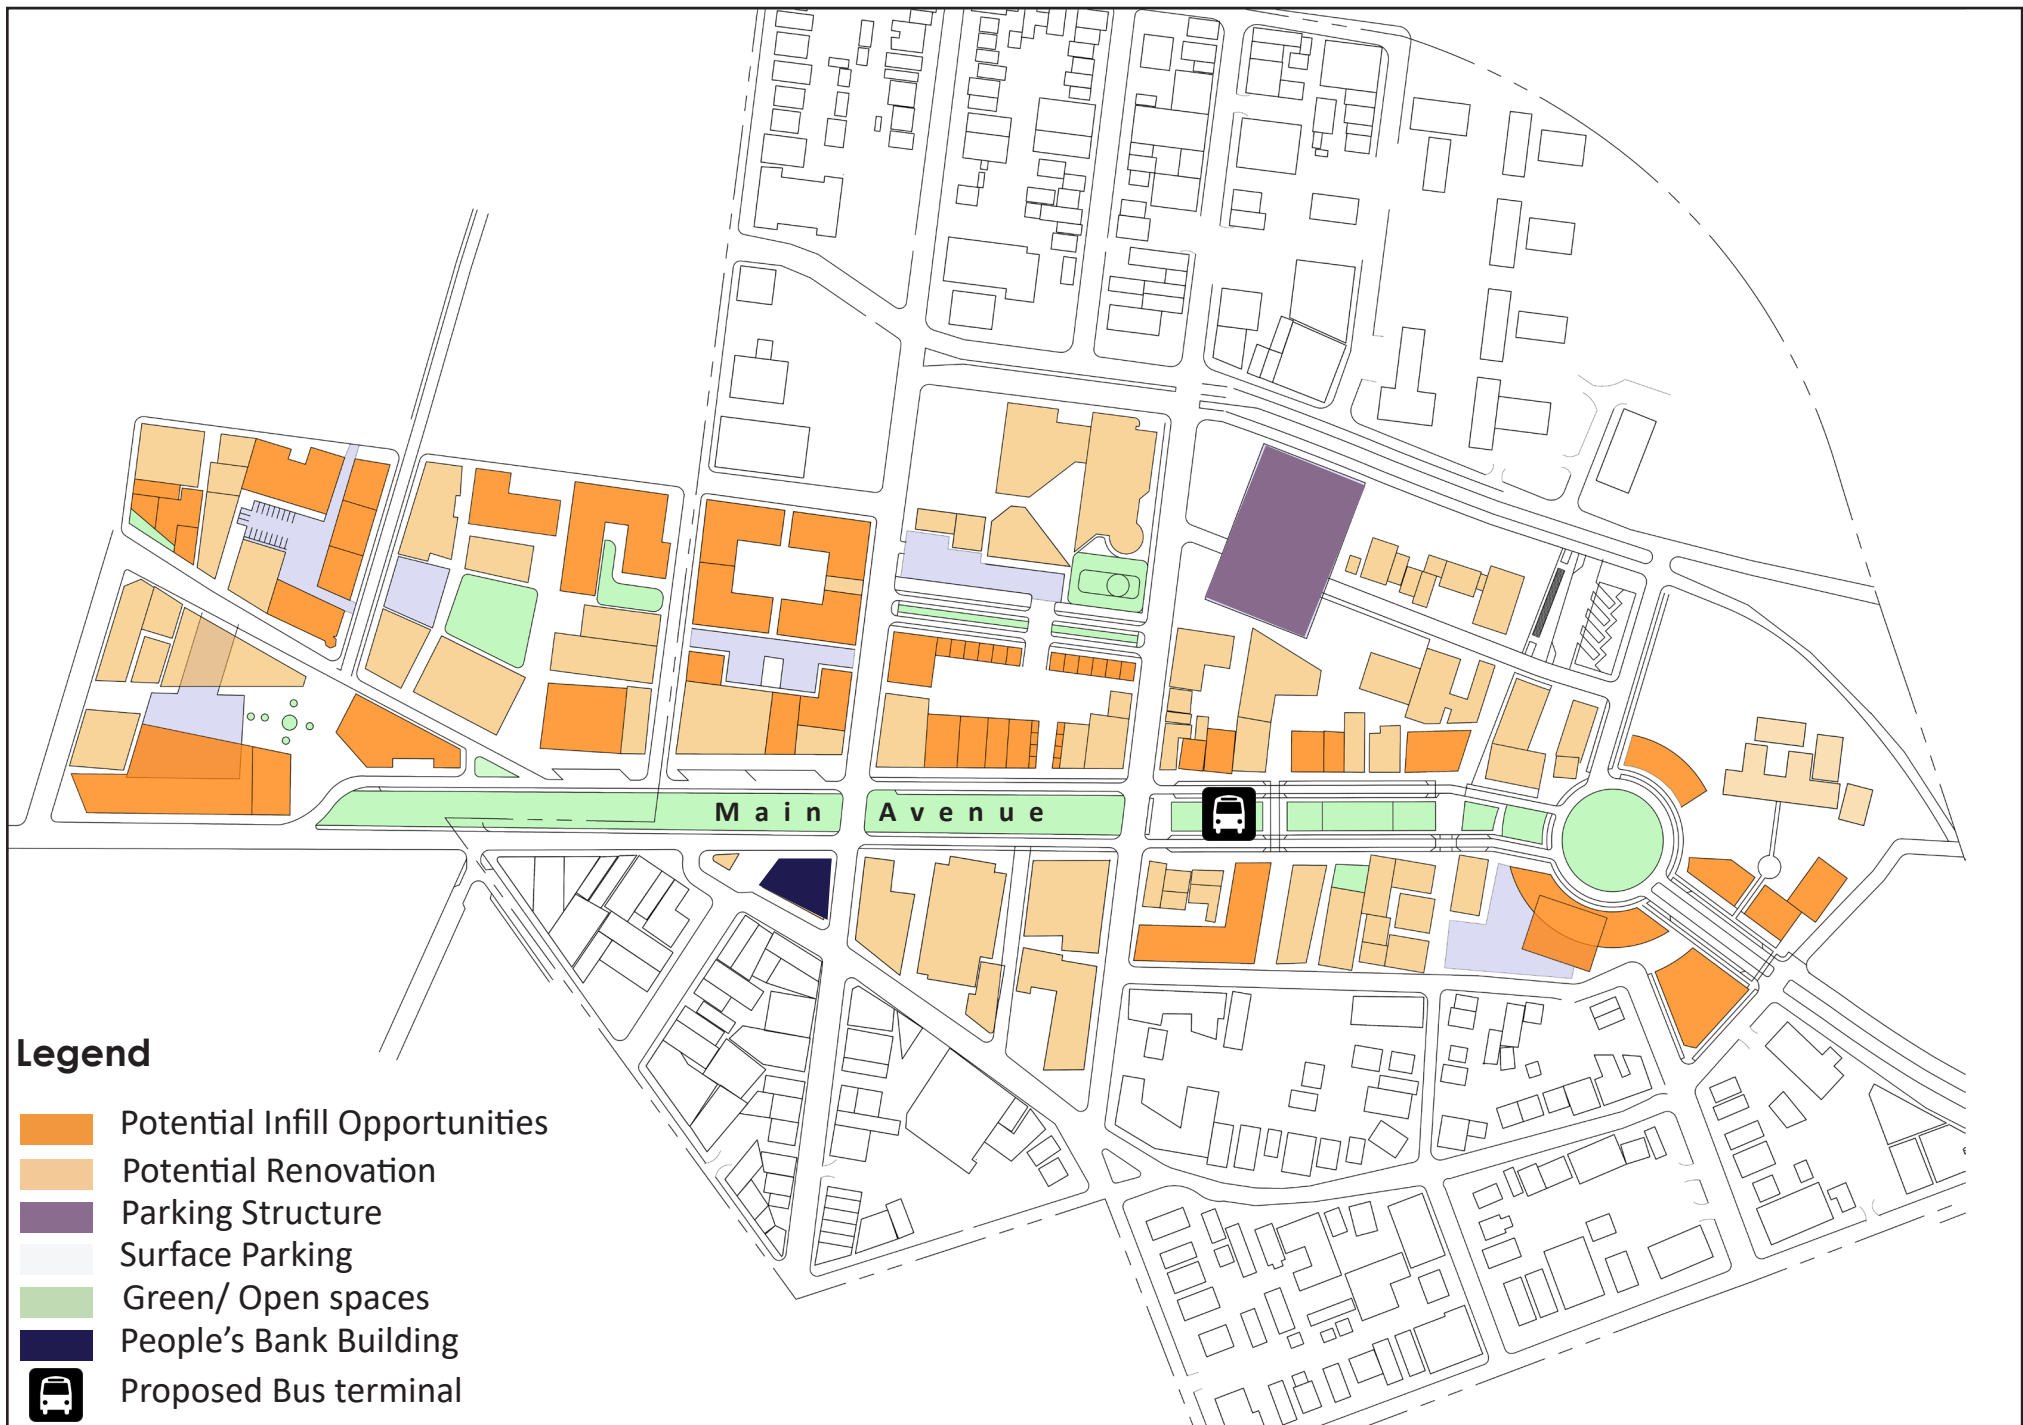 Main Avenue
Legend
Potential Infill Opportunities
Potential Renovation
Parking Structure
Surface Parking
Green/ Open spaces
People’s Bank Building
Proposed Bus terminal